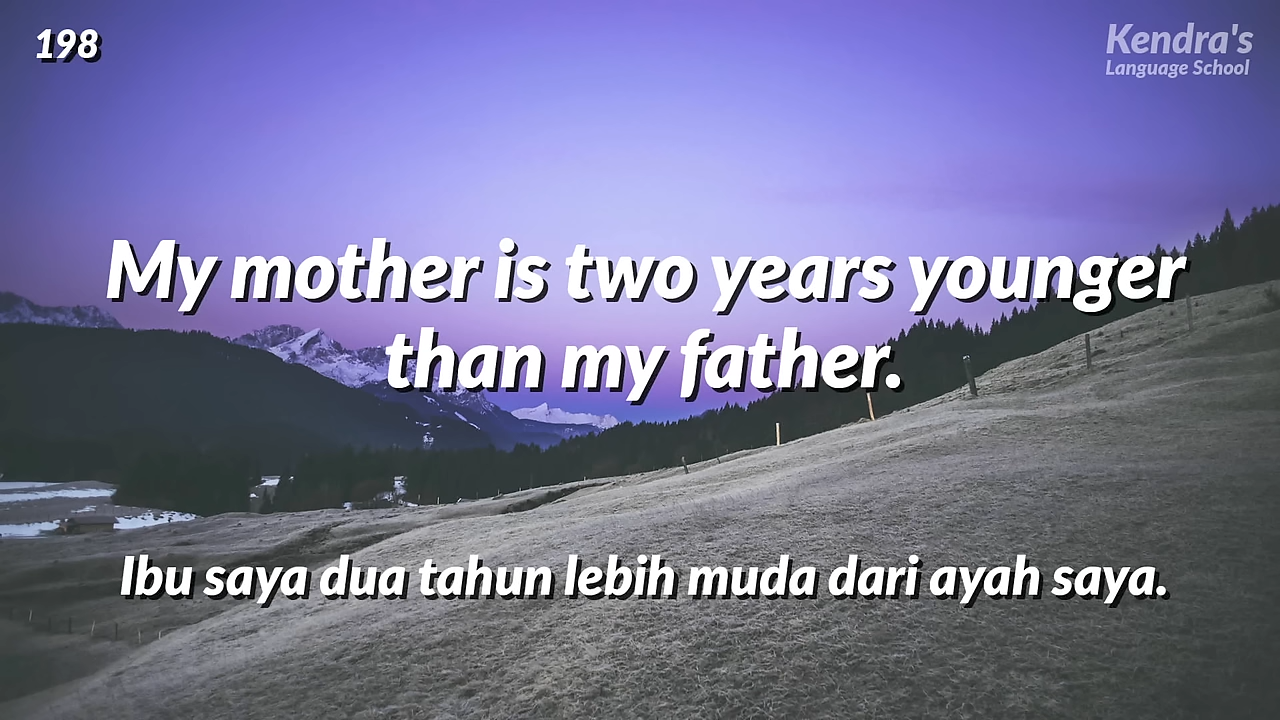 198
Kendra's
Language School
My mother is two years younger
than my father.
Ibu saya dua tahun lebih muda dari ayah saya.